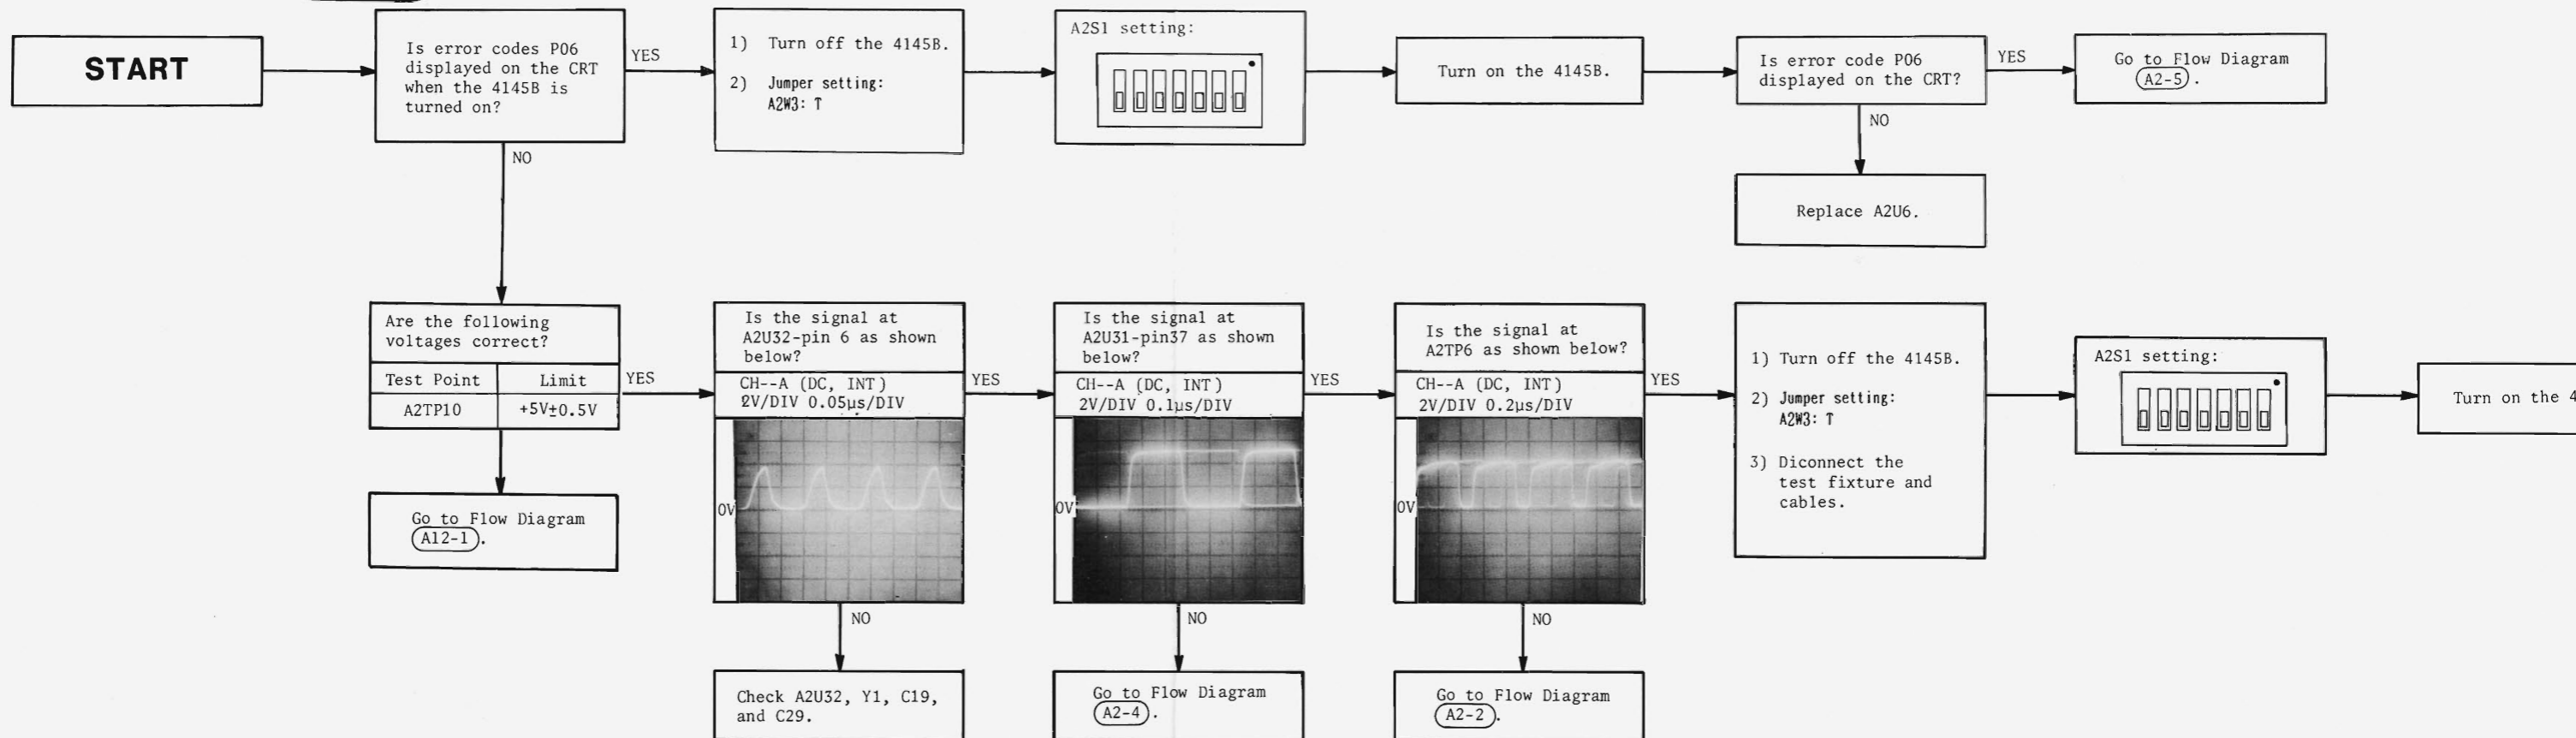 START
Is error codes P06
displayed on the CRT
when the 4145B is
turned on?
YES
1) Turn off the 4145B.
2) Jumper setting:
A2W3: T
A2S1 setting:
Turn on the 4145B.
Is error code P06
displayed on the CRT?
YES
Go to Flow Diagram
A2-5.
NO
Replace A2U6.
NO
Are the following
voltages correct?
Test Point Limit
A2TP10 +5V±0.5V
YES
Go to Flow Diagram
A12-1.
Is the signal at
A2U32-pin 6 as shown
below?
CH--A (DC, INT)
2V/DIV 0.05µs/DIV
0V
YES
NO
Check A2U32, Y1, C19,
and C29.
Is the signal at
A2U31-pin37 as shown
below?
CH--A (DC, INT)
2V/DIV 0.1µs/DIV
0V
YES
NO
Go to Flow Diagram
A2-4.
Is the signal at
A2TP6 as shown below?
CH--A (DC, INT)
2V/DIV 0.2µs/DIV
0V
YES
NO
Go to Flow Diagram
A2-2.
1) Turn off the 4145B.
2) Jumper setting:
A2W3: T
3) Diconnect the
test fixture and
cables.
A2S1 setting:
Turn on the 4